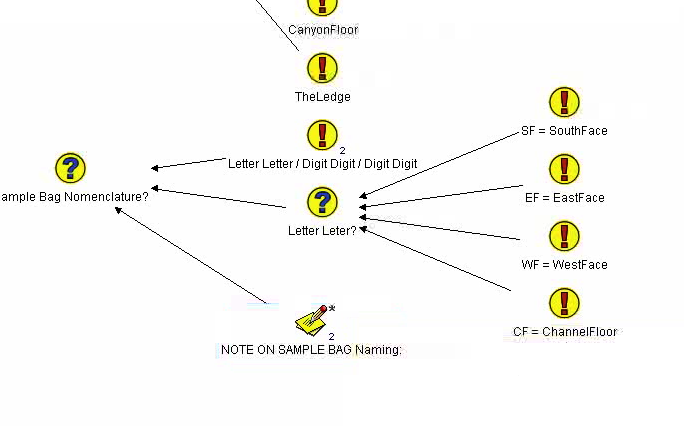 CanyonFloor
TheLedge
2
SF = SouthFace
Letter Letter / Digit Digit / Digit Digit
ample Bag Nomenclature?
EF = EastFace
Letter Leter?
WF = WestFace
*
CF = ChannelFloor
2
NOTE ON SAMPLE BAG Naming: